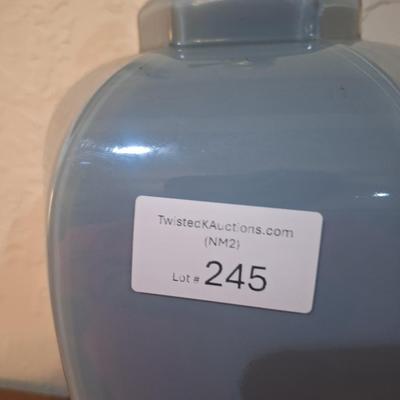 TwistedKAuctions.com
(NM2)
Lot # 245